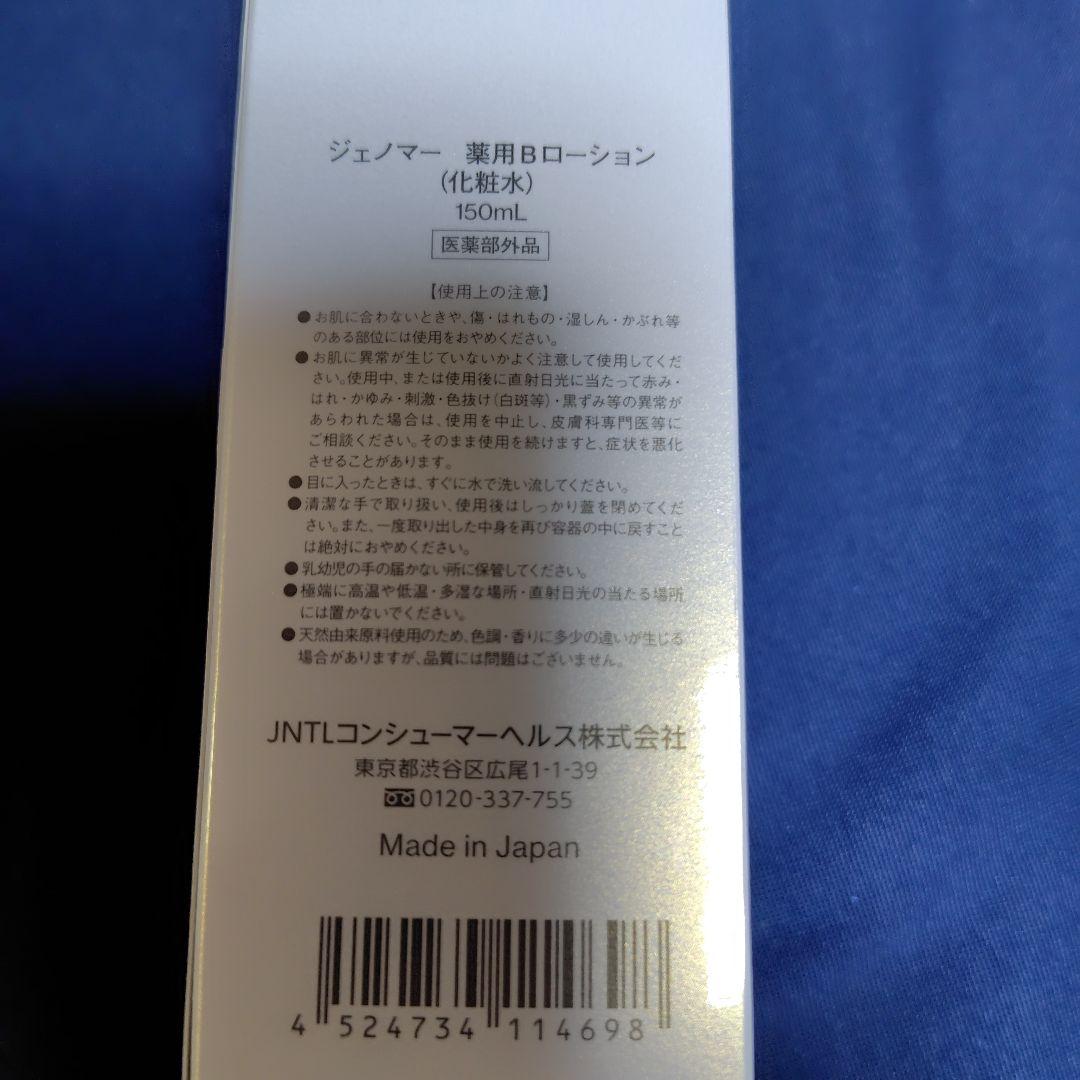 ジェノマー 薬用Bローション
(化粧水)
150mL
医薬部外品
【使用上の注意】
●お肌に合わないときや、傷・はれもの・湿しん・かぶれ等
のある部位には使用をおやめください。
●お肌に異常が生じていないかよく注意して使用してくだ
さい。使用中、または使用後に直射日光に当たって赤み・
はれ・かゆみ・刺激・色抜け(白斑等)・黒ずみ等の異常が
あらわれた場合は、使用を中止し、皮膚科専門医等に
ご相談ください。そのまま使用を続けますと、症状を悪化
させることがあります。
●目に入ったときは、すぐに水で洗い流してください。
●清潔な手で取り扱い、使用後はしっかり蓋を閉めてくだ
さい。また、一度取り出した中身を再び容器の中に戻すこと
は絶対におやめください。
●乳幼児の手の届かない所に保管してください。
●極端に高温や低温・多湿な場所・直射日光の当たる場所
には置かないでください。
●天然由来原料使用のため、色調・香りに多少の違いが生じる
場合がありますが、品質には問題はございません。
JNTLコンシューマーヘルス株式会社
東京都渋谷区広尾1-1-39
0120-337-755
Made in Japan
4 524734 114698